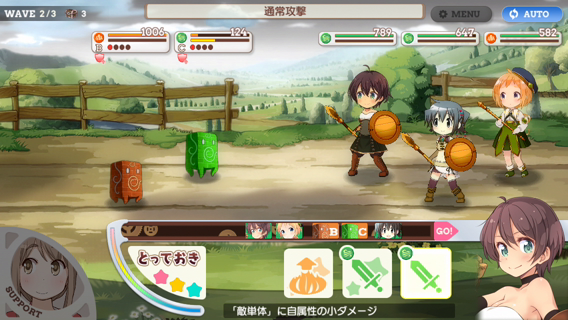 WAVE 2/3 3
通常攻撃
MENU
AUTO
B 1006
C 124
789
647
582
B C GO!
とっておき
SUPPORT
「敵単体」に自属性の小ダメージ